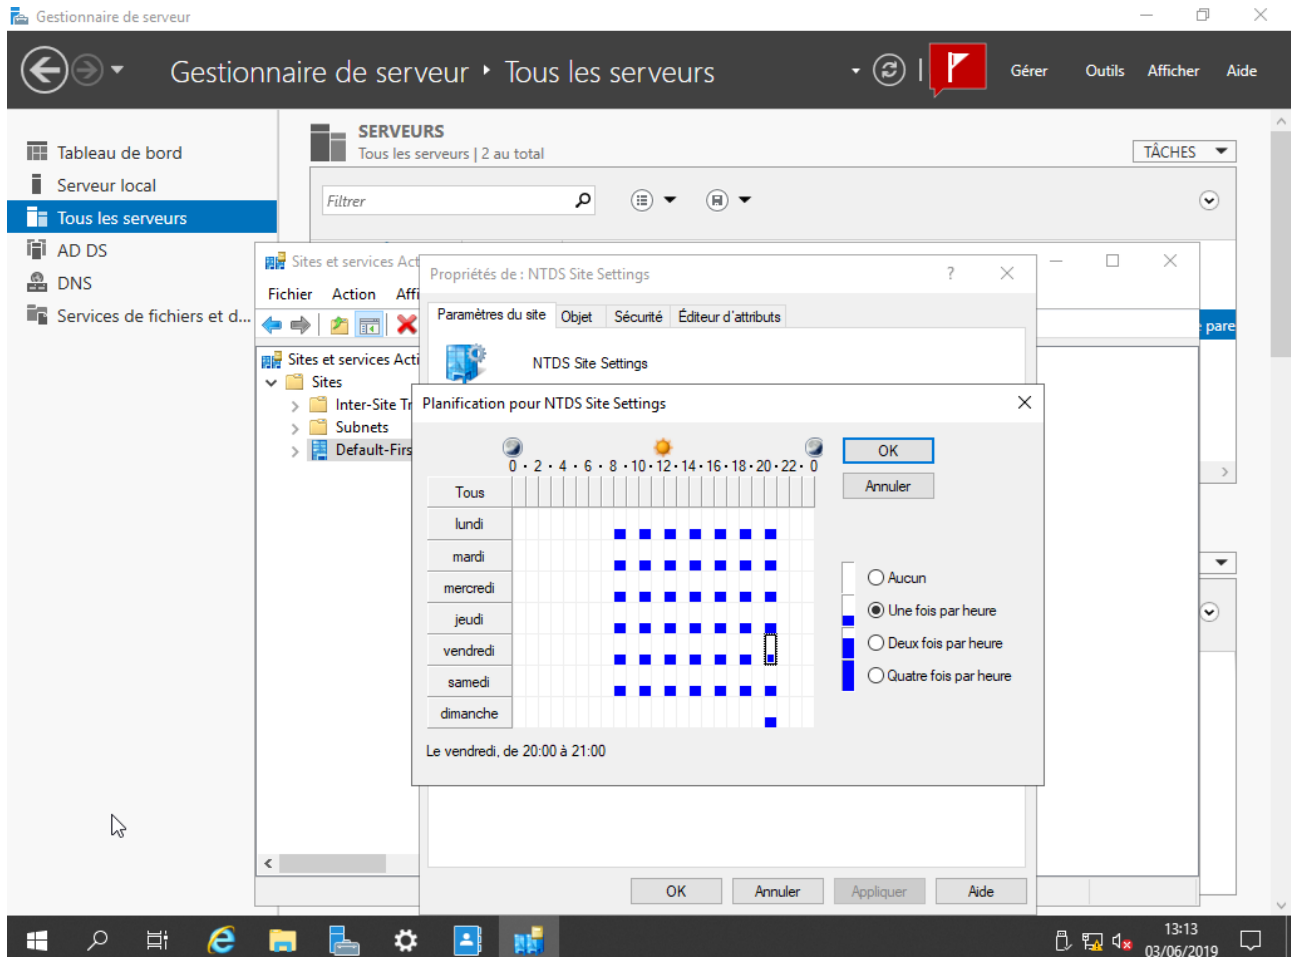 Gestionnaire de serveur
Gestionnaire de serveur ‣ Tous les serveurs
Gérer Outils Afficher Aide
Tableau de bord
Serveur local
Tous les serveurs
AD DS
DNS
Services de fichiers et d...
SERVEURS
Tous les serveurs | 2 au total
TÂCHES
Filtrer
Sites et services Act
Fichier Action Affi
Sites et services Acti
Sites
Inter-Site Tr
Subnets
Default-Firs
pare
Propriétés de : NTDS Site Settings
Paramètres du site Objet Sécurité Éditeur d'attributs
NTDS Site Settings
Planification pour NTDS Site Settings
0 · 2 · 4 · 6 · 8 · 10 · 12 · 14 · 16 · 18 · 20 · 22 · 0
Tous
lundi
mardi
mercredi
jeudi
vendredi
samedi
dimanche
Le vendredi, de 20:00 à 21:00
OK
Annuler
Aucun
Une fois par heure
Deux fois par heure
Quatre fois par heure
OK Annuler Appliquer Aide
13:13
03/06/2019